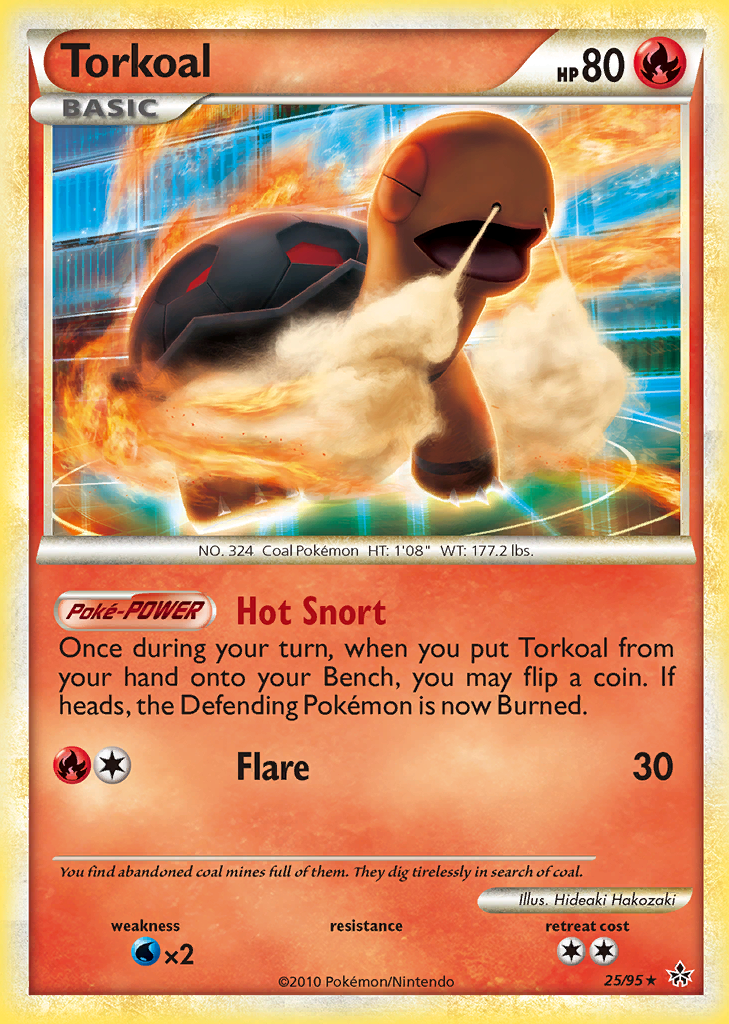 Torkoal
HP 80
BASIC
NO. 324 Coal Pokémon HT: 1'08" WT: 177.2 lbs.
Poké-POWER Hot Snort
Once during your turn, when you put Torkoal from
your hand onto your Bench, you may flip a coin. If
heads, the Defending Pokémon is now Burned.
Flare 30
You find abandoned coal mines full of them. They dig tirelessly in search of coal.
Illus. Hideaki Hakozaki
weakness resistance retreat cost
×2
©2010 Pokémon/Nintendo 25/95 ★